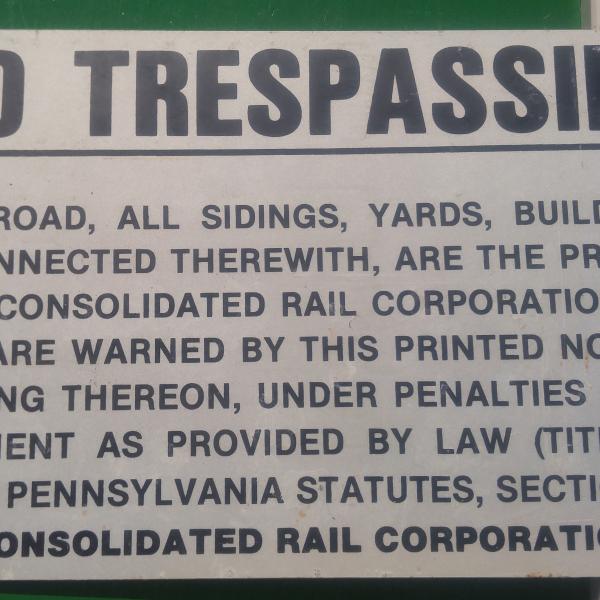 O TRESPASSI
ROAD, ALL SIDINGS, YARDS, BUILD
NNECTED THEREWITH, ARE THE PR
CONSOLIDATED RAIL CORPORATIO
ARE WARNED BY THIS PRINTED NO
NG THEREON, UNDER PENALTIES
MENT AS PROVIDED BY LAW (TIT
PENNSYLVANIA STATUTES, SECTI
ONSOLIDATED RAIL CORPORATI